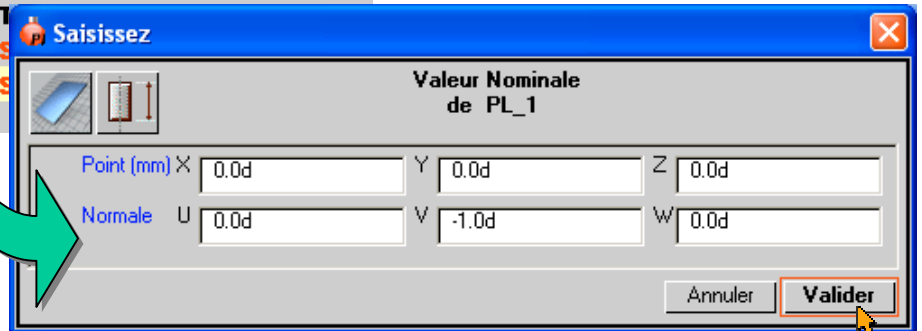 T
S
S
Saisissez
Valeur Nominale
de PL_1
Point (mm) X 0.0d Y 0.0d Z 0.0d
Normale U 0.0d V -1.0d W 0.0d
Annuler Valider